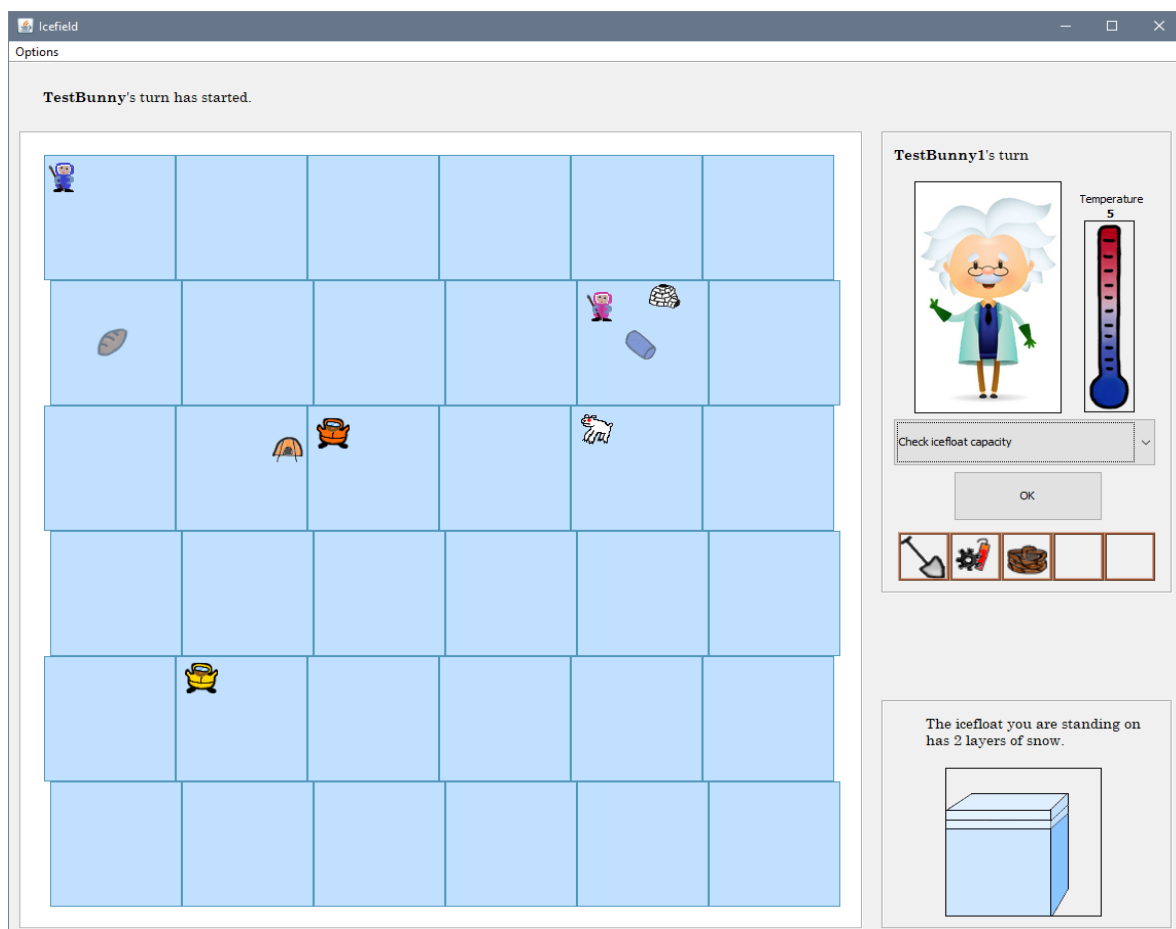 Icefield
Options
TestBunny's turn has started.
TestBunny1's turn
Temperature
5
Check icefloat capacity
OK
The icefloat you are standing on
has 2 layers of snow.